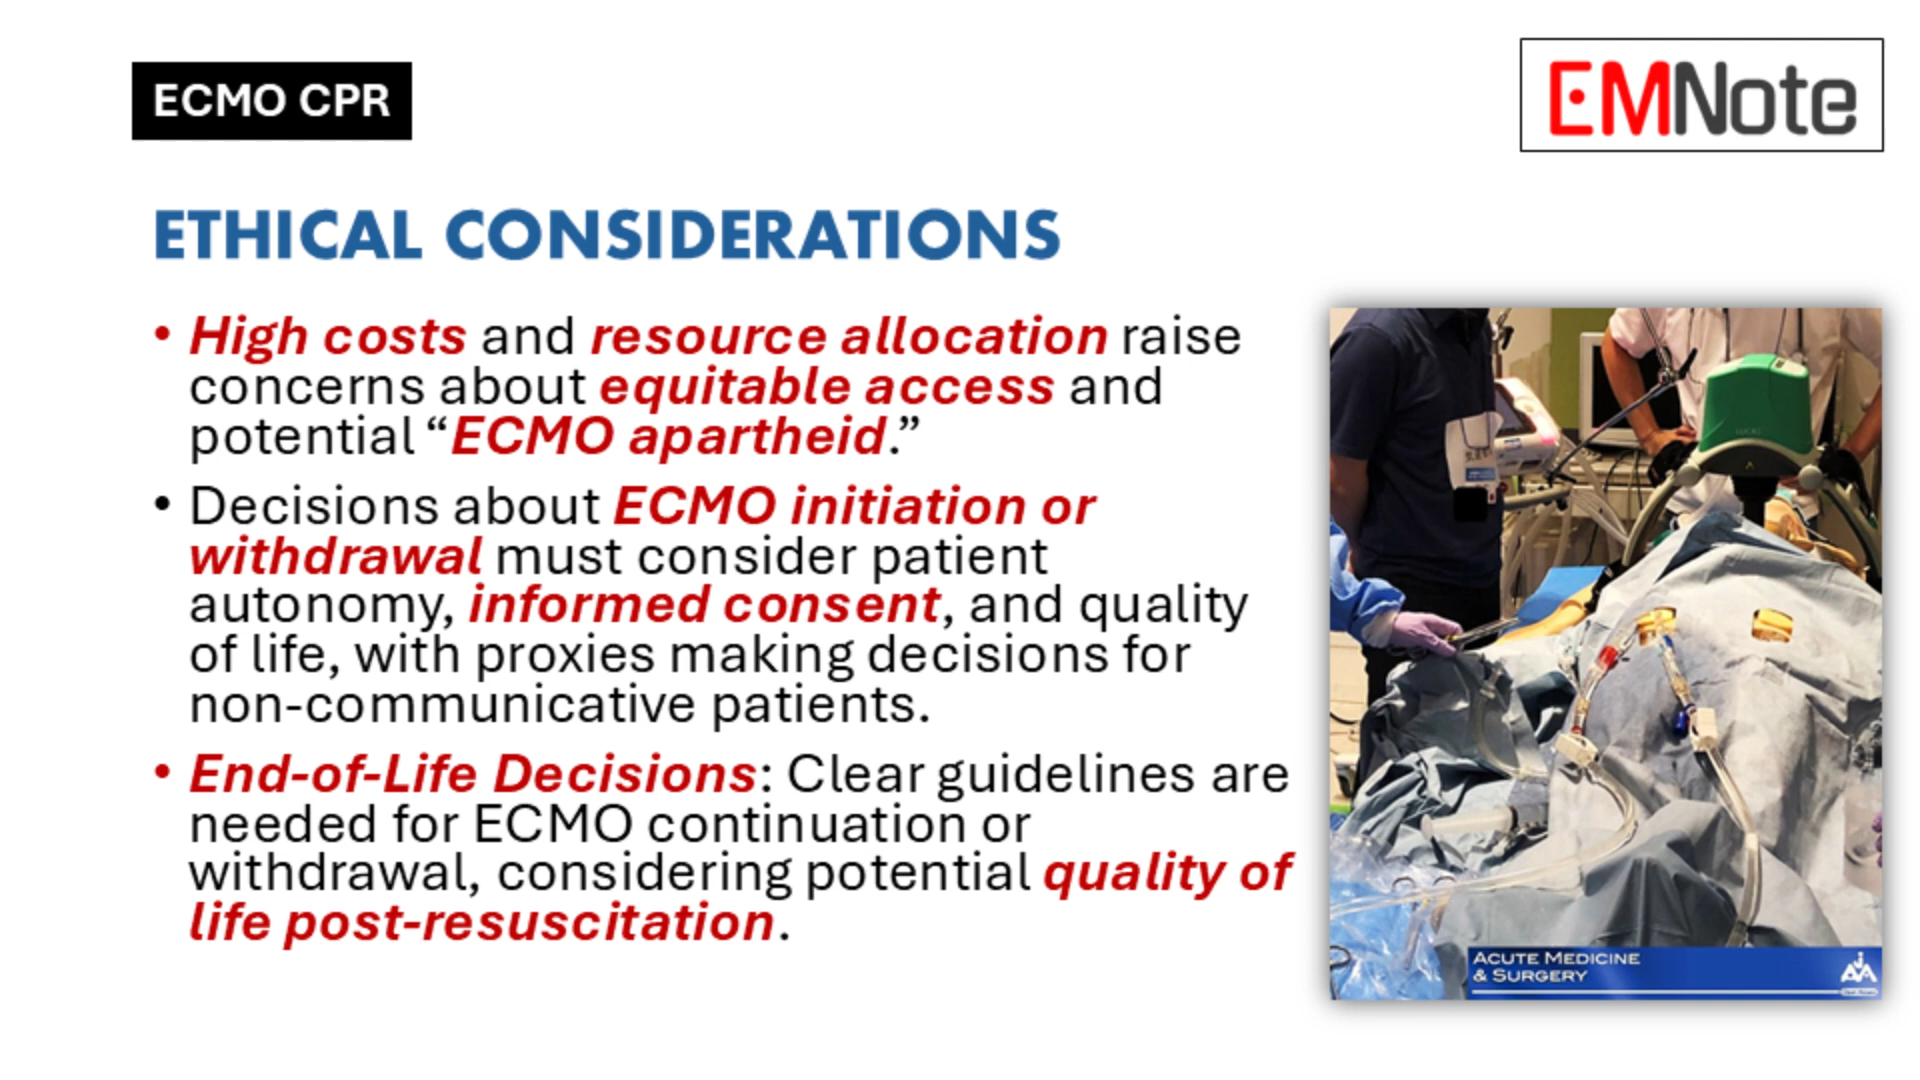 ECMO CPR
EMNote
ETHICAL CONSIDERATIONS
• High costs and resource allocation raise
concerns about equitable access and
potential “ECMO apartheid.”
• Decisions about ECMO initiation or
withdrawal must consider patient
autonomy, informed consent, and quality
of life, with proxies making decisions for
non-communicative patients.
• End-of-Life Decisions: Clear guidelines are
needed for ECMO continuation or
withdrawal, considering potential quality of
life post-resuscitation.
LUCAS
ACUTE MEDICINE
& SURGERY